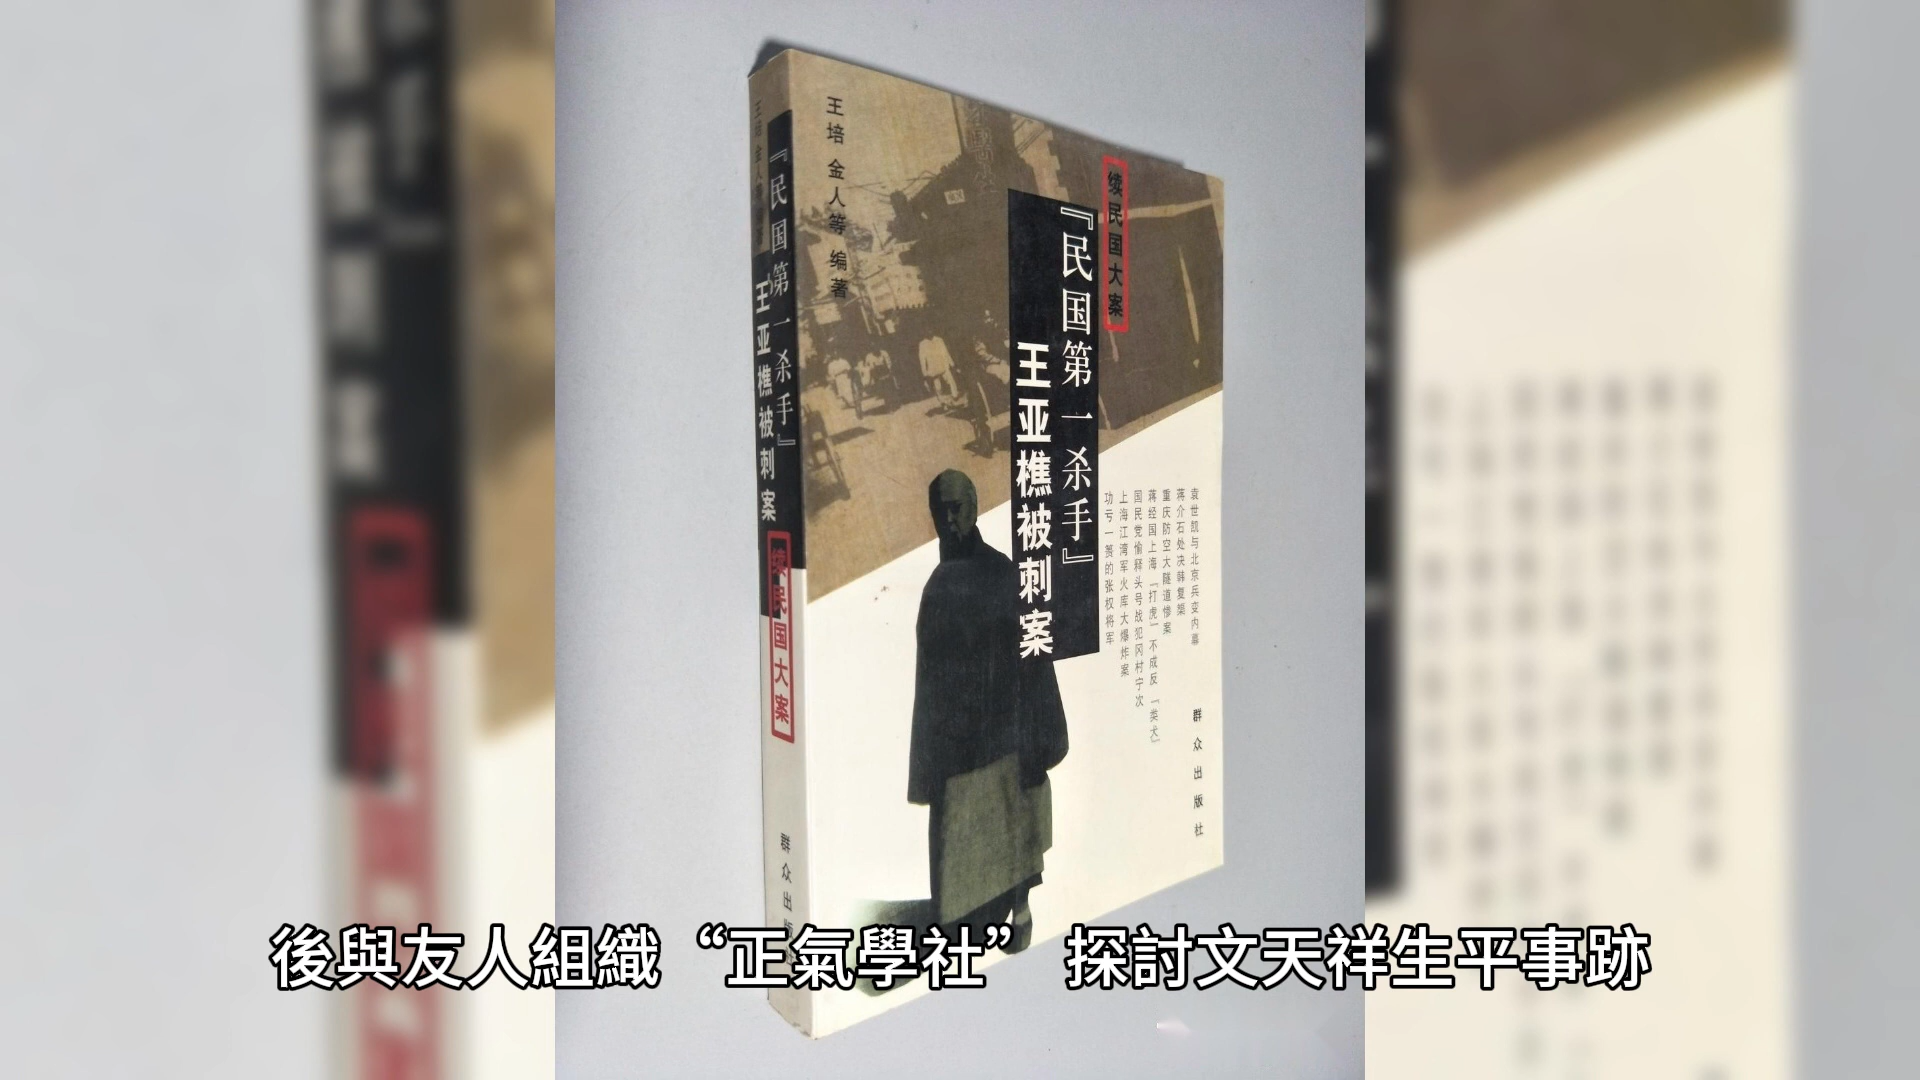 王培 金人等 编著
续民国大案
『民国第一杀手』
王亚樵被刺案
袁世凯与北京兵变内幕
蒋介石处决韩复榘
重庆防空大隧道惨案
蒋经国上海“打虎”不成反“类犬”
国民党偷释头号战犯冈村宁次
上海江湾军火库大爆炸案
功亏一篑的张权将军
群众出版社
王培 金人
『民国第一杀手』
王亚樵被刺案
续民国大案
群众出版
後與友人組織“正氣學社” 探討文天祥生平事跡